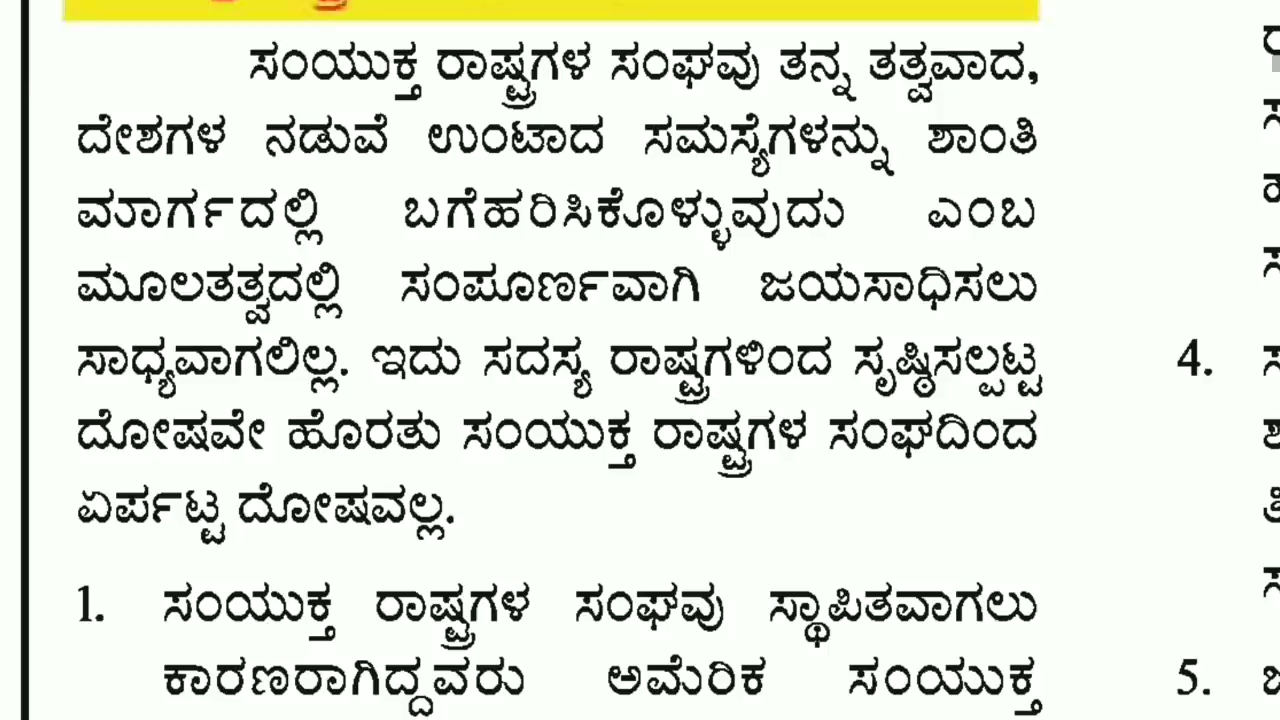 ಸಂಯುಕ್ತ ರಾಷ್ಟ್ರಗಳ ಸಂಘವು ತನ್ನ ತತ್ವವಾದ,
ದೇಶಗಳ ನಡುವೆ ಉಂಟಾದ ಸಮಸ್ಯೆಗಳನ್ನು ಶಾಂತಿ
ಮಾರ್ಗದಲ್ಲಿ ಬಗೆಹರಿಸಿಕೊಳ್ಳುವುದು ಎಂಬ
ಮೂಲತತ್ವದಲ್ಲಿ ಸಂಪೂರ್ಣವಾಗಿ ಜಯಸಾಧಿಸಲು
ಸಾಧ್ಯವಾಗಲಿಲ್ಲ. ಇದು ಸದಸ್ಯ ರಾಷ್ಟ್ರಗಳಿಂದ ಸೃಷ್ಠಿಸಲ್ಪಟ್ಟ
ದೋಷವೇ ಹೊರತು ಸಂಯುಕ್ತ ರಾಷ್ಟ್ರಗಳ ಸಂಘದಿಂದ
ಏರ್ಪಟ್ಟ ದೋಷವಲ್ಲ.
1. ಸಂಯುಕ್ತ ರಾಷ್ಟ್ರಗಳ ಸಂಘವು ಸ್ಥಾಪಿತವಾಗಲು
ಕಾರಣರಾಗಿದ್ದವರು ಅಮೆರಿಕ ಸಂಯುಕ್ತ
4.
5.